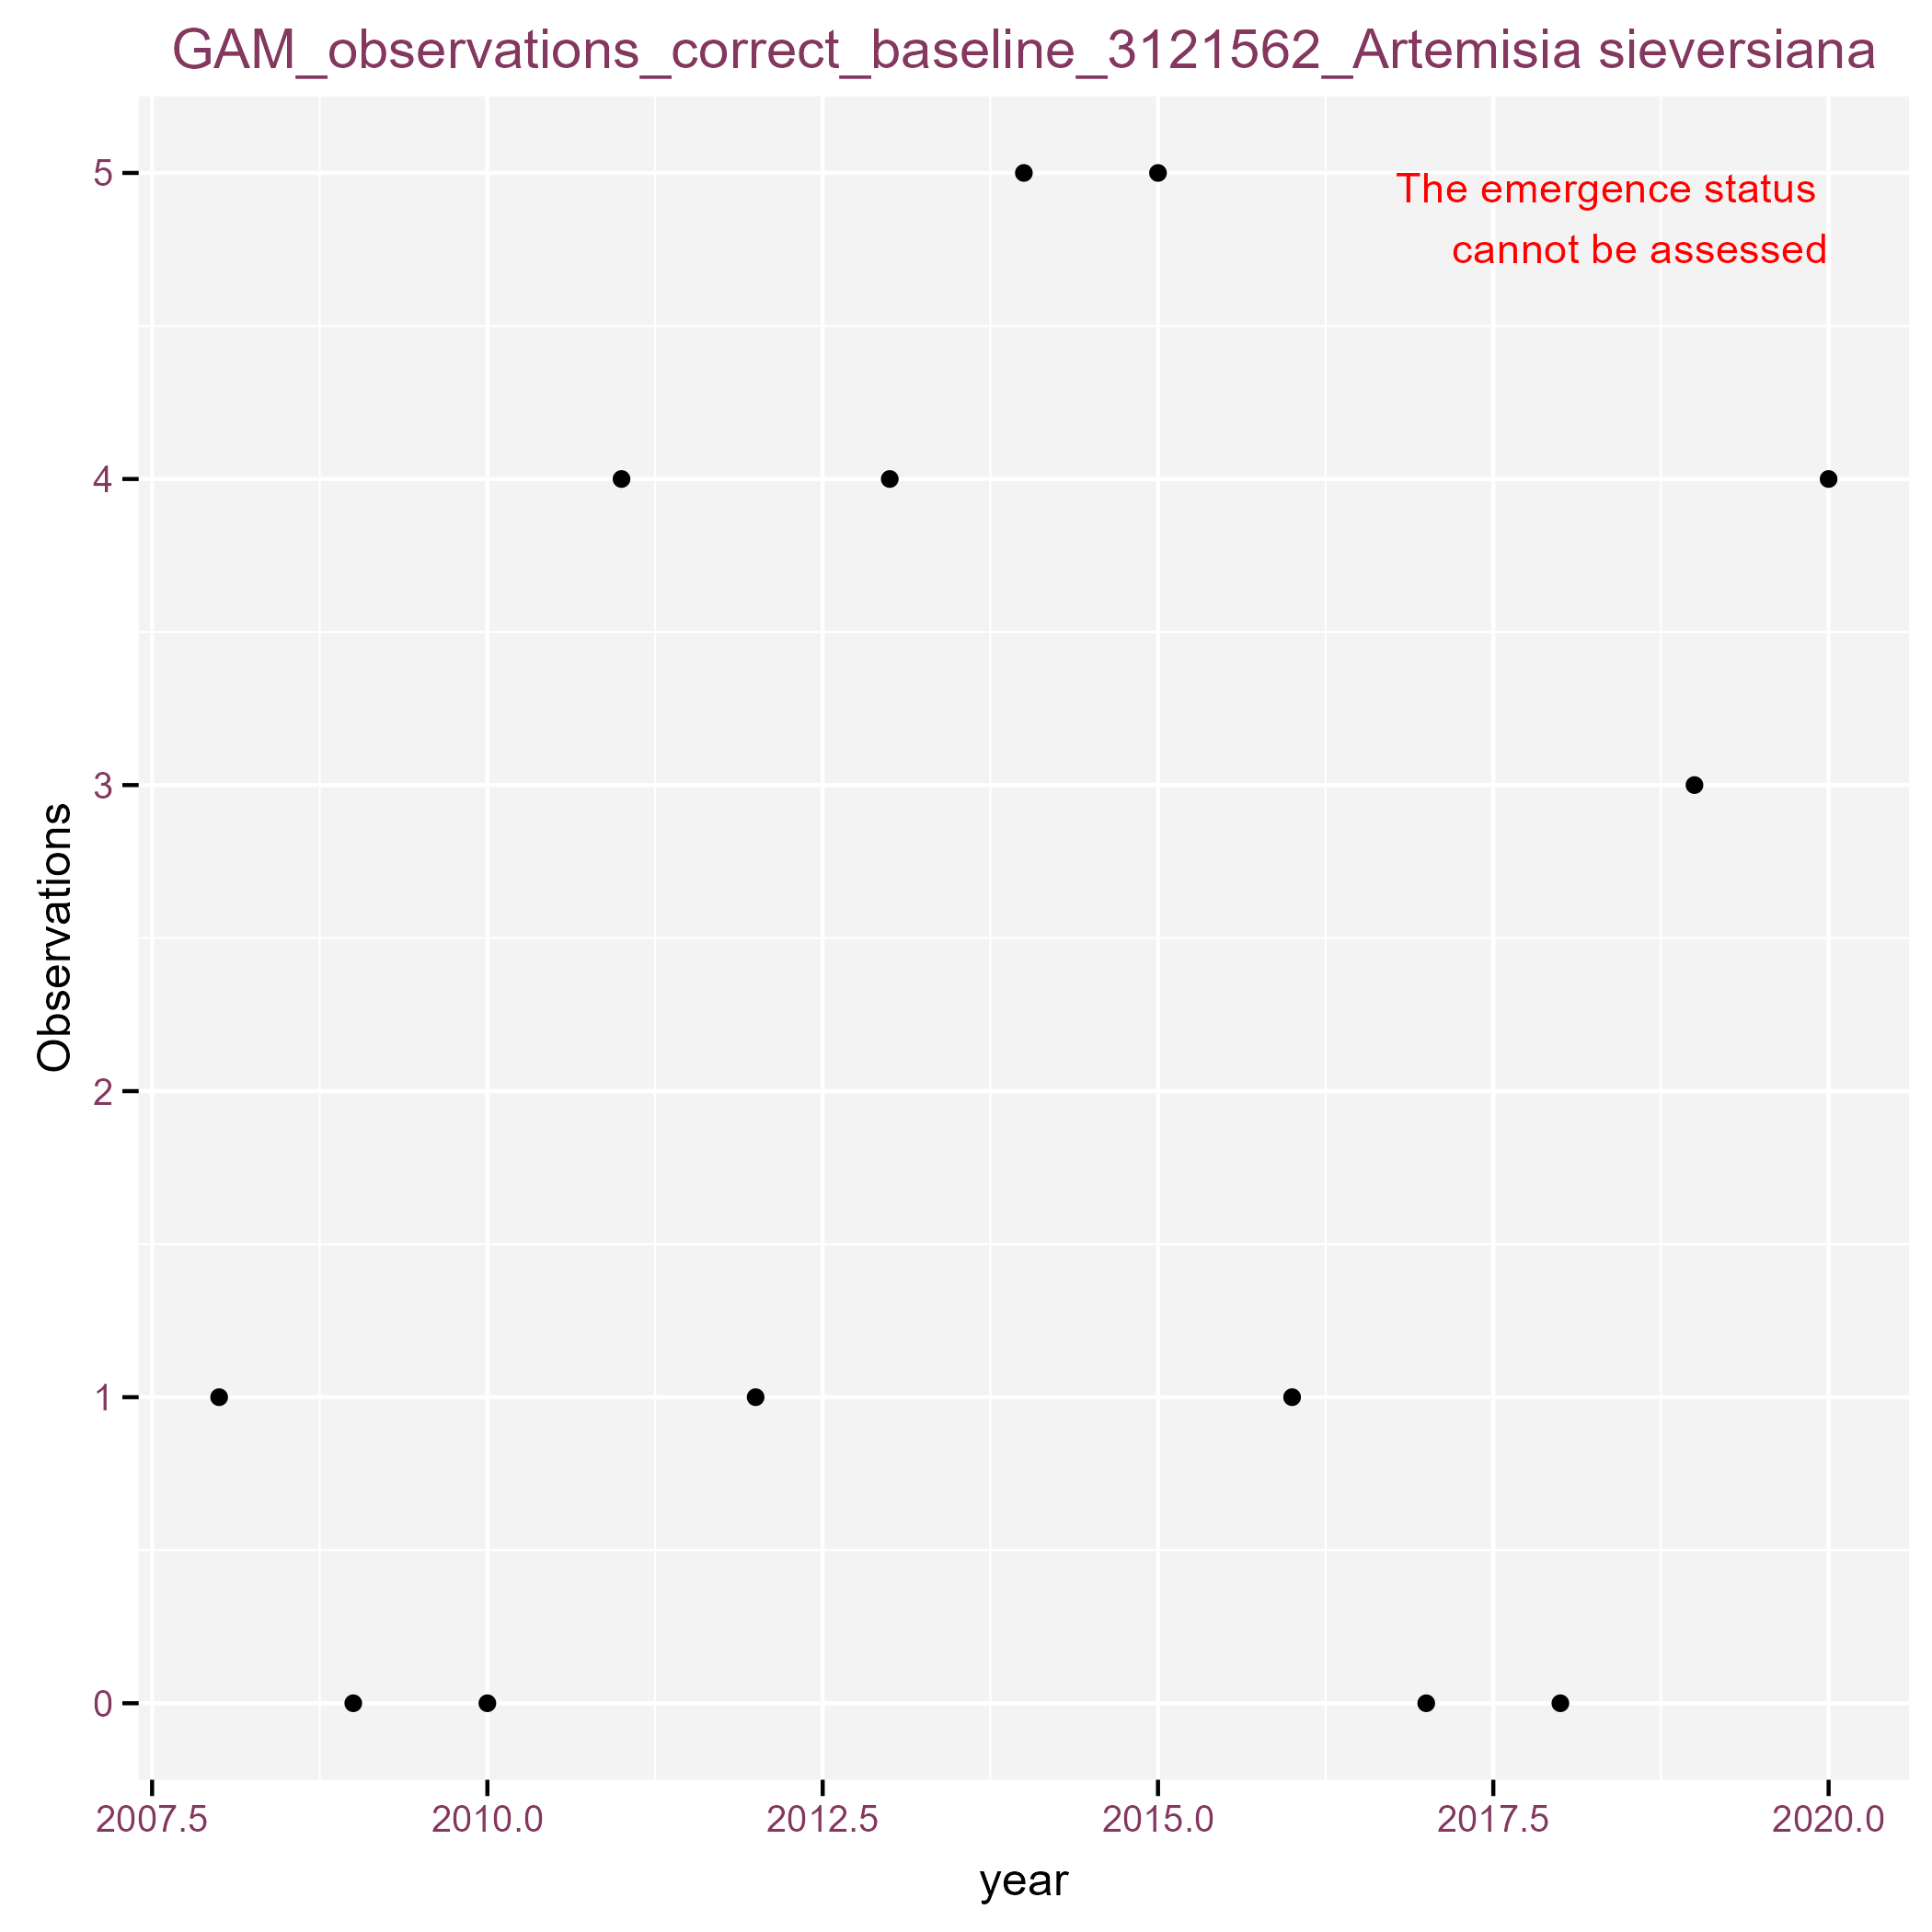 GAM_observations_correct_baseline_3121562_Artemisia sieversiana
The emergence status
cannot be assessed
5
4
3
2
1
0
Observations
2007.5 2010.0 2012.5 2015.0 2017.5 2020.0
year